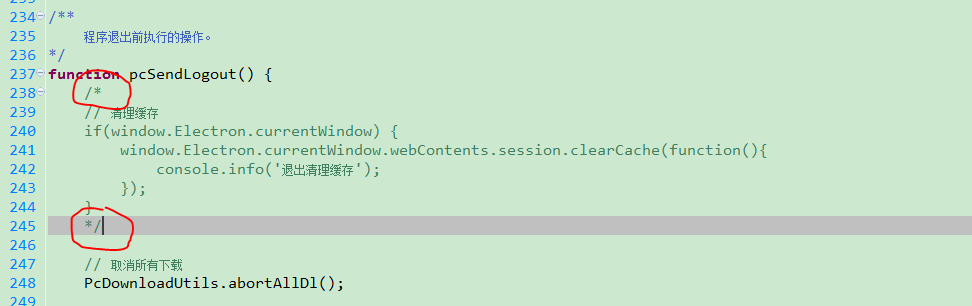 234 /**
235 程序退出前执行的操作。
236 */
237 function pcSendLogout() {
238 /*
239 // 清理缓存
240 if(window.Electron.currentWindow) {
241 window.Electron.currentWindow.webContents.session.clearCache(function(){
242 console.info('退出清理缓存');
243 });
244 }
245 */
246
247 // 取消所有下载
248 PcDownloadUtils.abortAllDl();